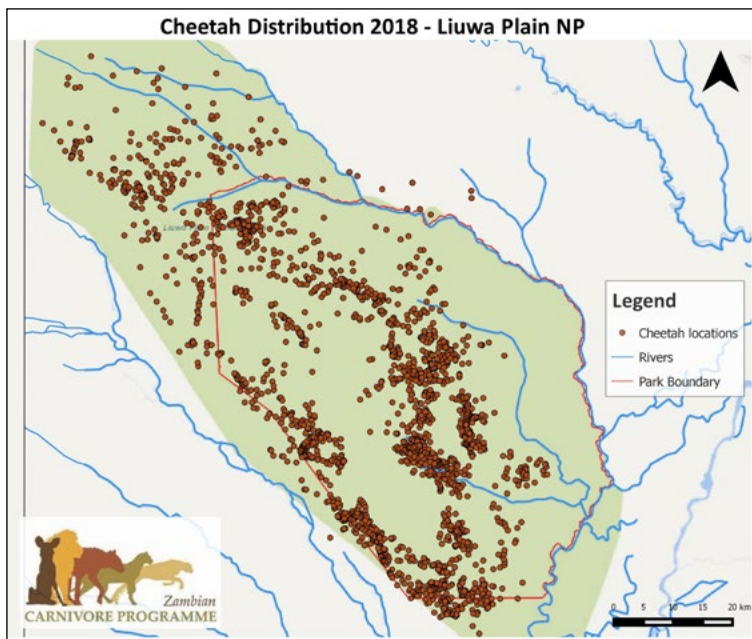 Cheetah Distribution 2018 - Liuwa Plain NP
Liuwa
Legend
Cheetah locations
Rivers
Park Boundary
Zambian
CARNIVORE PROGRAMME
0 5 10 15 20 km